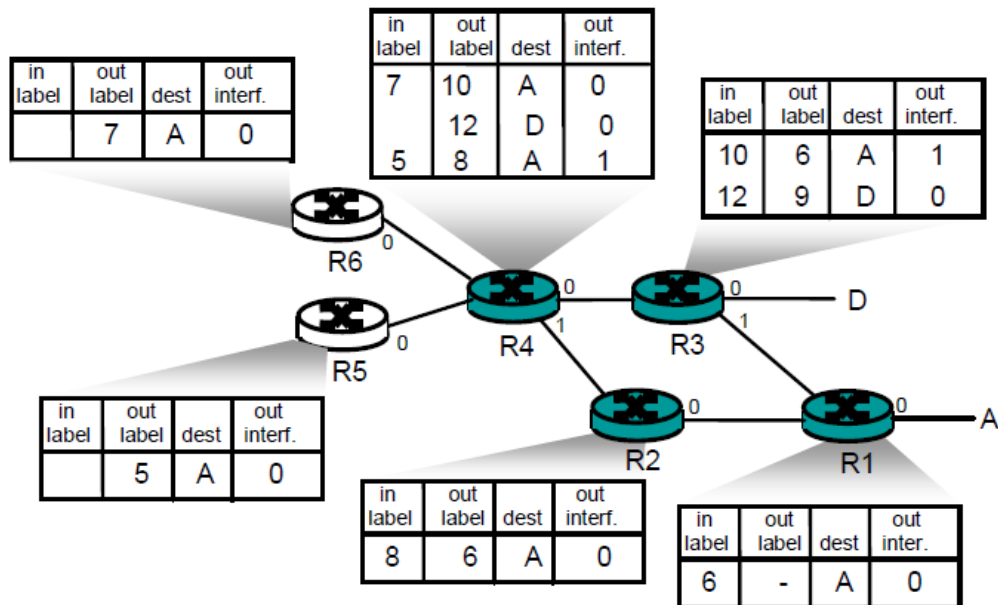 in label | out label | dest | out interf.
7 | A | 0
in label | out label | dest | out interf.
7 | 10 | A | 0
12 | D | 0
5 | 8 | A | 1
in label | out label | dest | out interf.
10 | 6 | A | 1
12 | 9 | D | 0
R6
0
R5
0
R4
0
1
R3
0
1
D
R2
0
R1
0
A
in label | out label | dest | out interf.
5 | A | 0
in label | out label | dest | out interf.
8 | 6 | A | 0
in label | out label | dest | out inter.
6 | - | A | 0